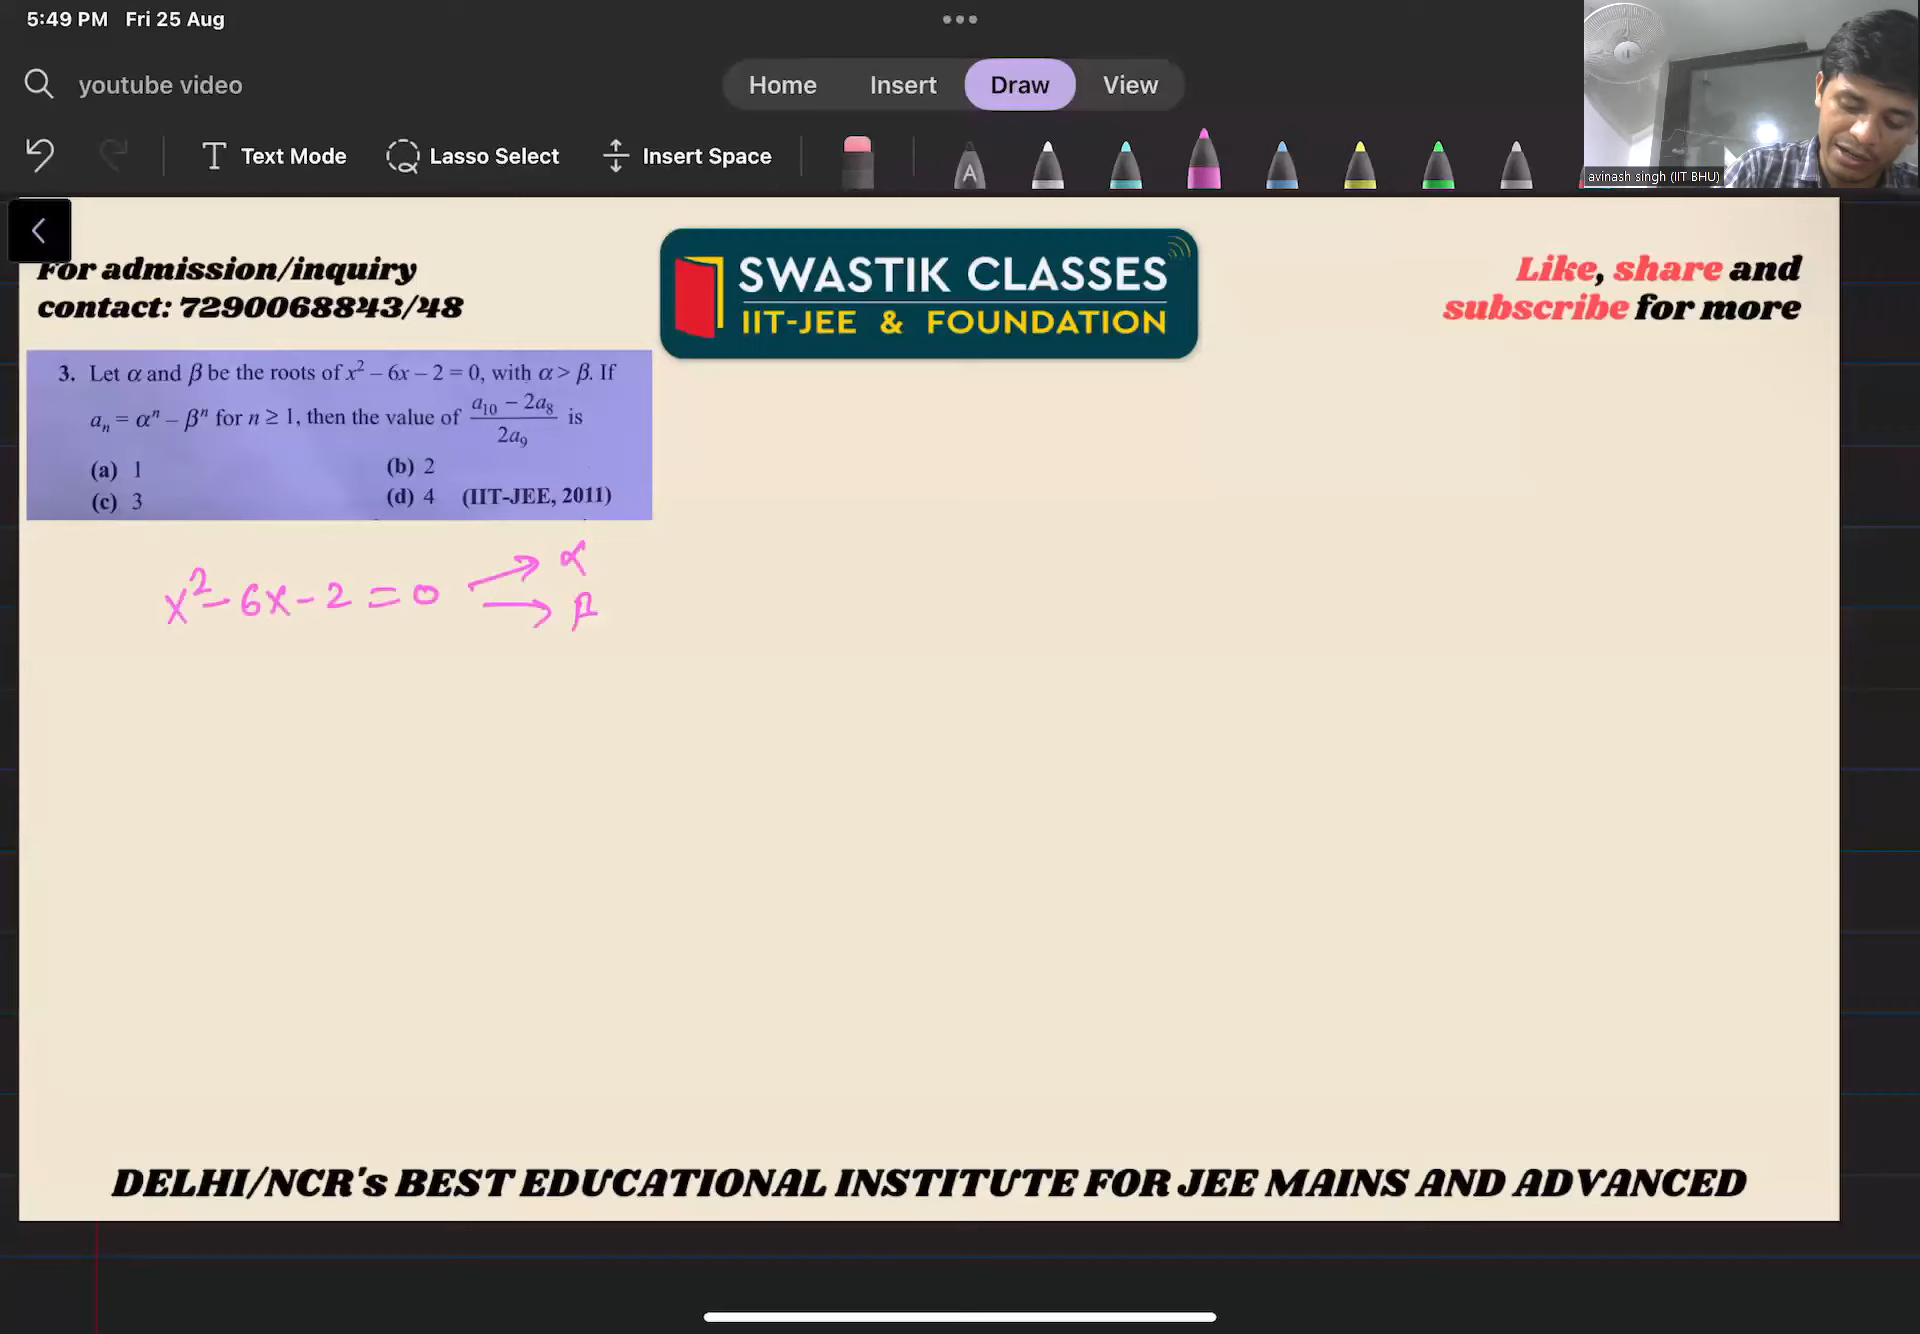 5:49 PM Fri 25 Aug
youtube video
Home Insert Draw View
Text Mode Lasso Select Insert Space
A
avinash singh (IIT BHU)
For admission/inquiry
contact: 7290068843/48
SWASTIK CLASSES
IIT-JEE & FOUNDATION
Like, share and
subscribe for more
3. Let α and β be the roots of x² – 6x – 2 = 0, with α > β. If
aₙ = αⁿ – βⁿ for n ≥ 1, then the value of (a₁₀ – 2a₈)/(2a₉) is
(a) 1 (b) 2
(c) 3 (d) 4 (IIT-JEE, 2011)
x² - 6x - 2 = 0 → α
→ β
DELHI/NCR's BEST EDUCATIONAL INSTITUTE FOR JEE MAINS AND ADVANCED